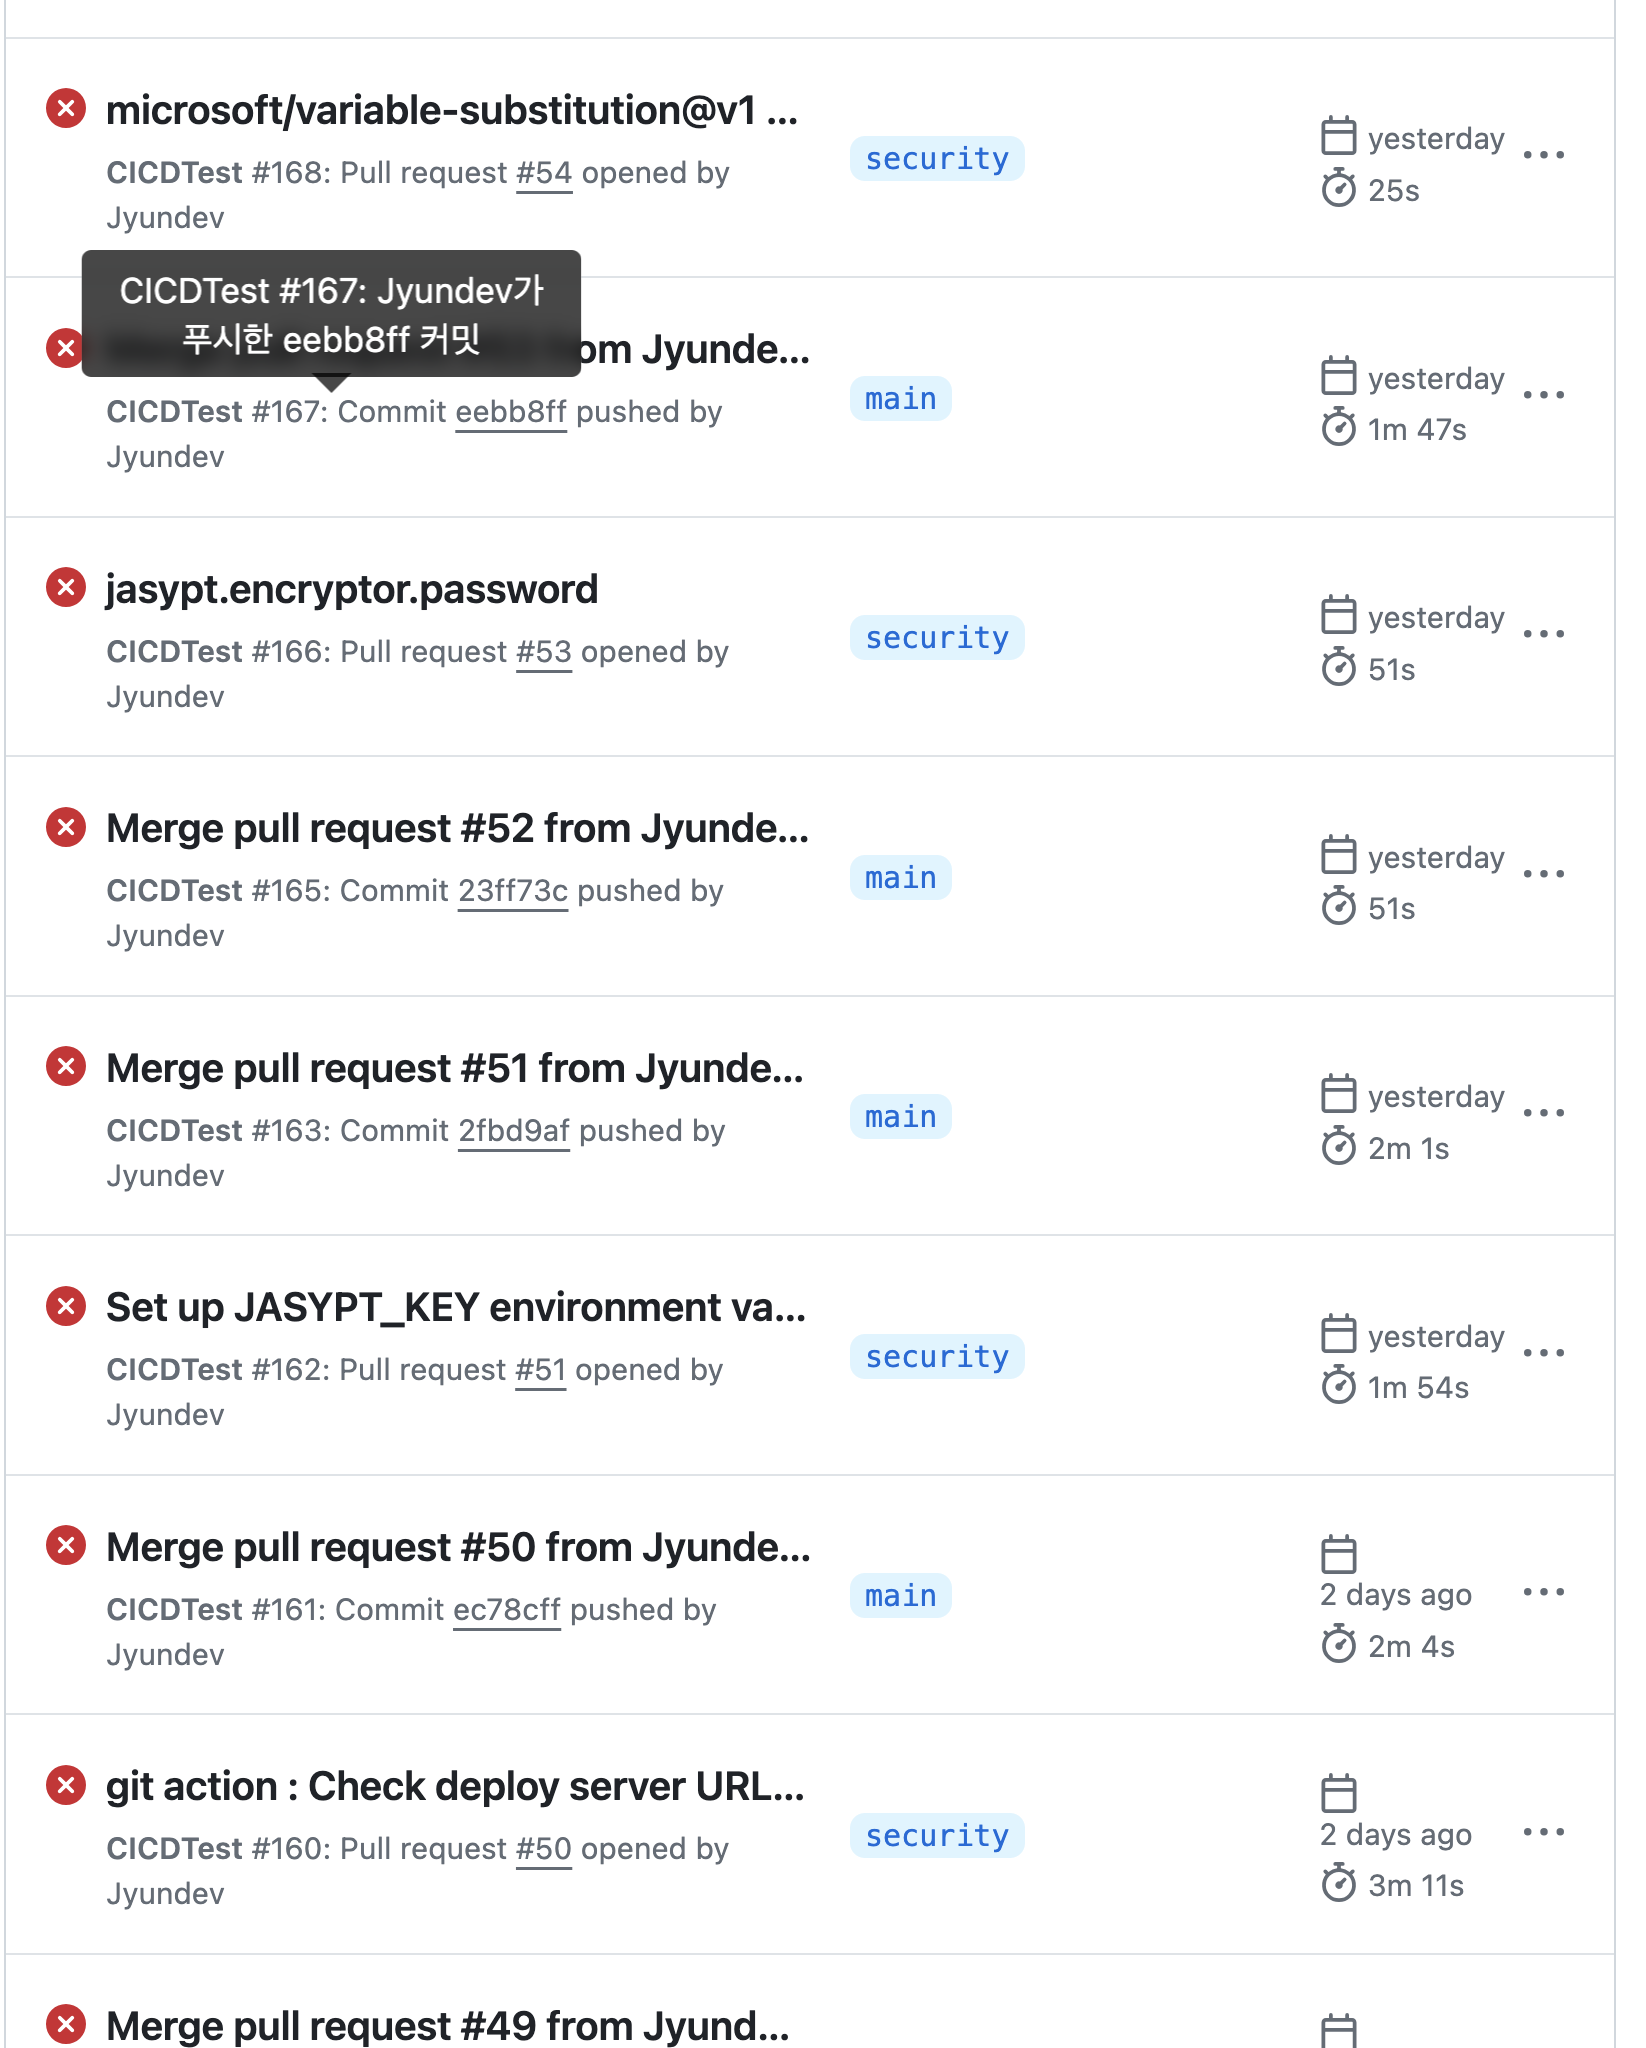 microsoft/variable-substitution@v1 ...
CICDTest #168: Pull request #54 opened by
Jyundev
security
yesterday
25s
CICDTest #167: Jyundev가
푸시한 eebb8ff 커밋
from Jyunde...
CICDTest #167: Commit eebb8ff pushed by
Jyundev
main
yesterday
1m 47s
jasypt.encryptor.password
CICDTest #166: Pull request #53 opened by
Jyundev
security
yesterday
51s
Merge pull request #52 from Jyunde...
CICDTest #165: Commit 23ff73c pushed by
Jyundev
main
yesterday
51s
Merge pull request #51 from Jyunde...
CICDTest #163: Commit 2fbd9af pushed by
Jyundev
main
yesterday
2m 1s
Set up JASYPT_KEY environment va...
CICDTest #162: Pull request #51 opened by
Jyundev
security
yesterday
1m 54s
Merge pull request #50 from Jyunde...
CICDTest #161: Commit ec78cff pushed by
Jyundev
main
2 days ago
2m 4s
git action : Check deploy server URL...
CICDTest #160: Pull request #50 opened by
Jyundev
security
2 days ago
3m 11s
Merge pull request #49 from Jyund...